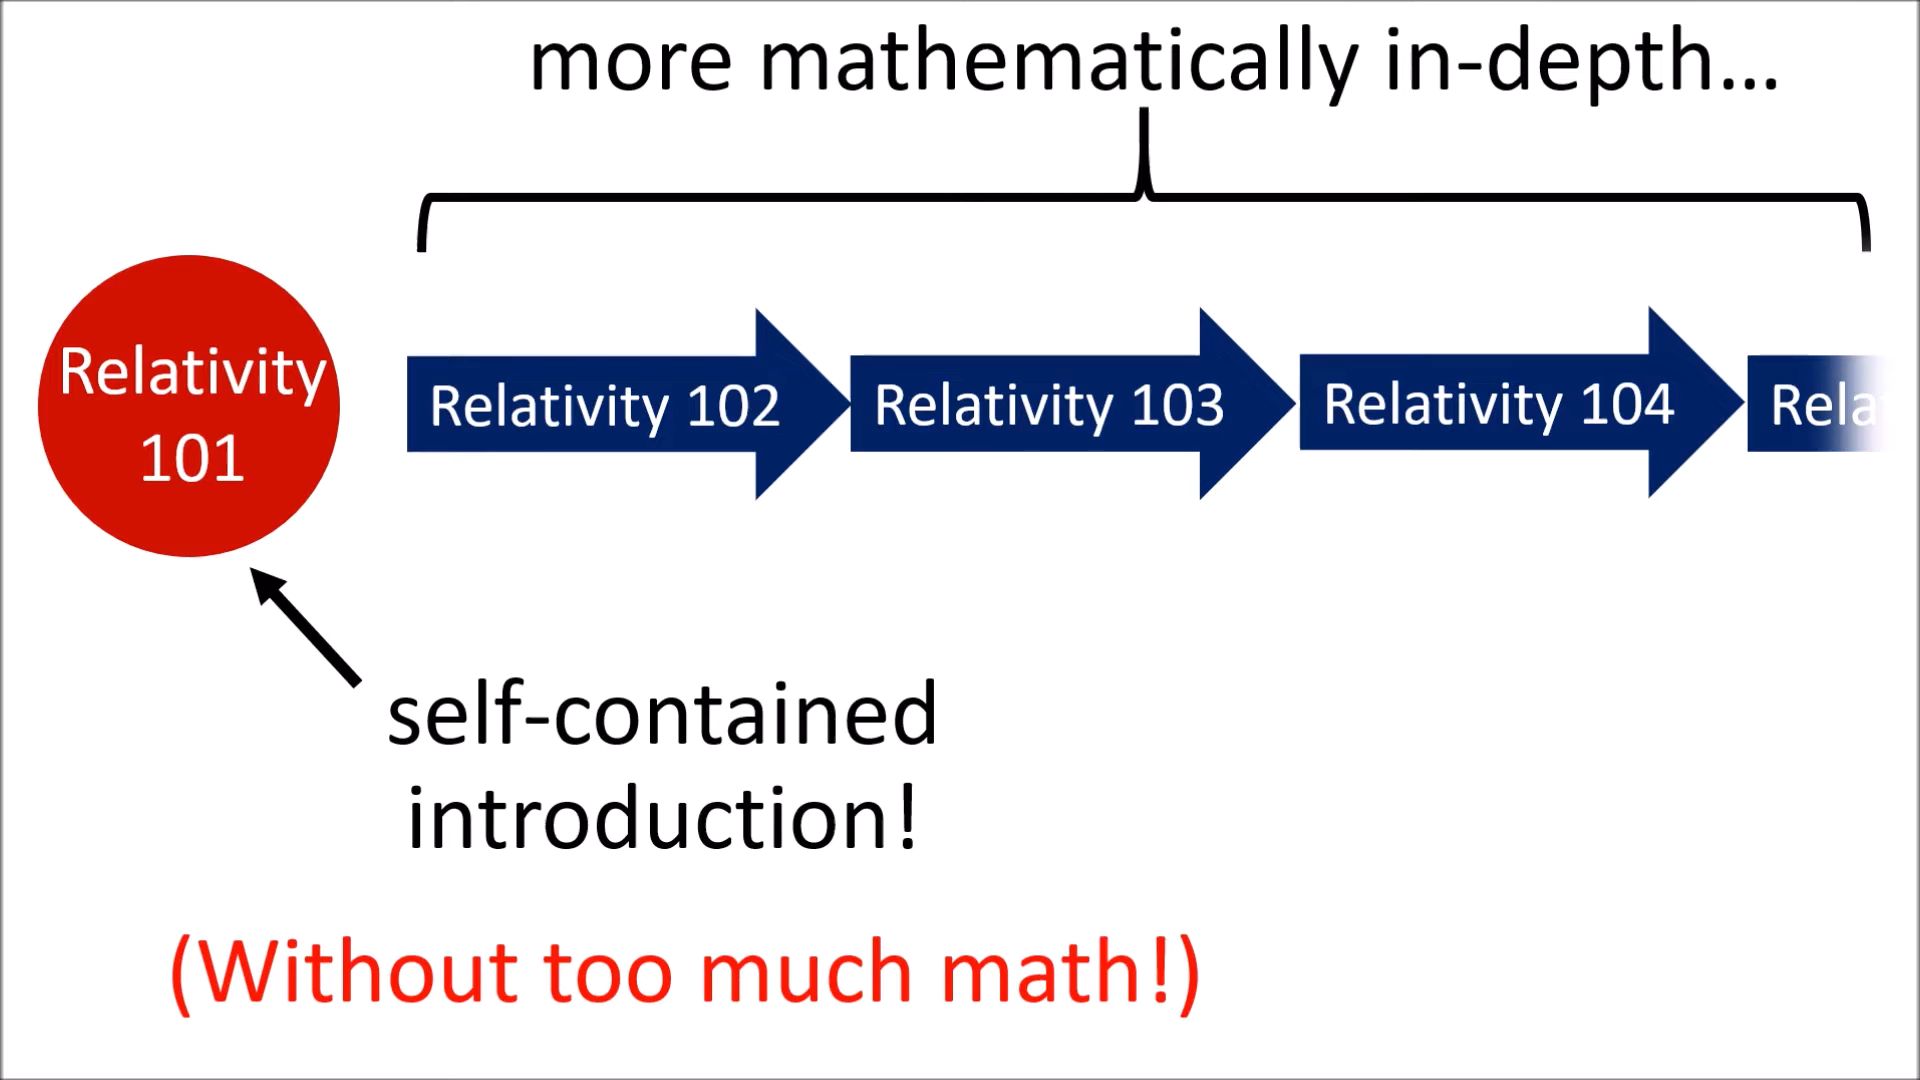 more mathematically in-depth...
Relativity
101
Relativity 102
Relativity 103
Relativity 104
Rela
self-contained
introduction!
(Without too much math!)